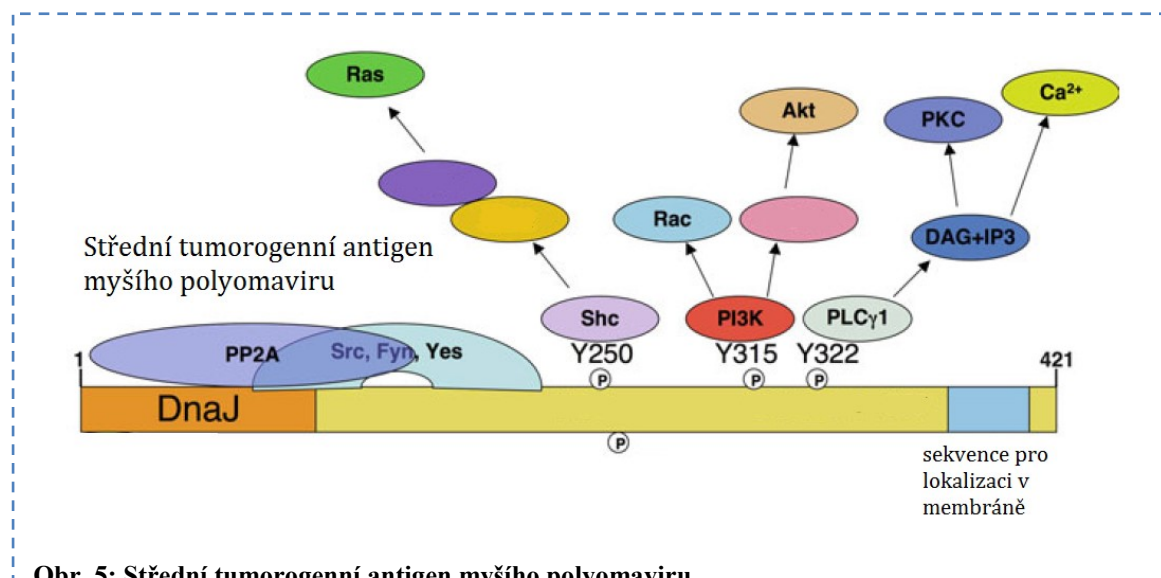 Ras
Akt
PKC
Ca²⁺
Rac
DAG+IP3
Střední tumorogenní antigen
myšího polyomaviru
Shc
PI3K
PLCγ1
PP2A
Src, Fyn, Yes
Y250
Y315
Y322
1
421
P
P
P
DnaJ
P
sekvence pro
lokalizaci v
membráně
Obr. 5: Střední tumorogenní antigen myšího polyomaviru